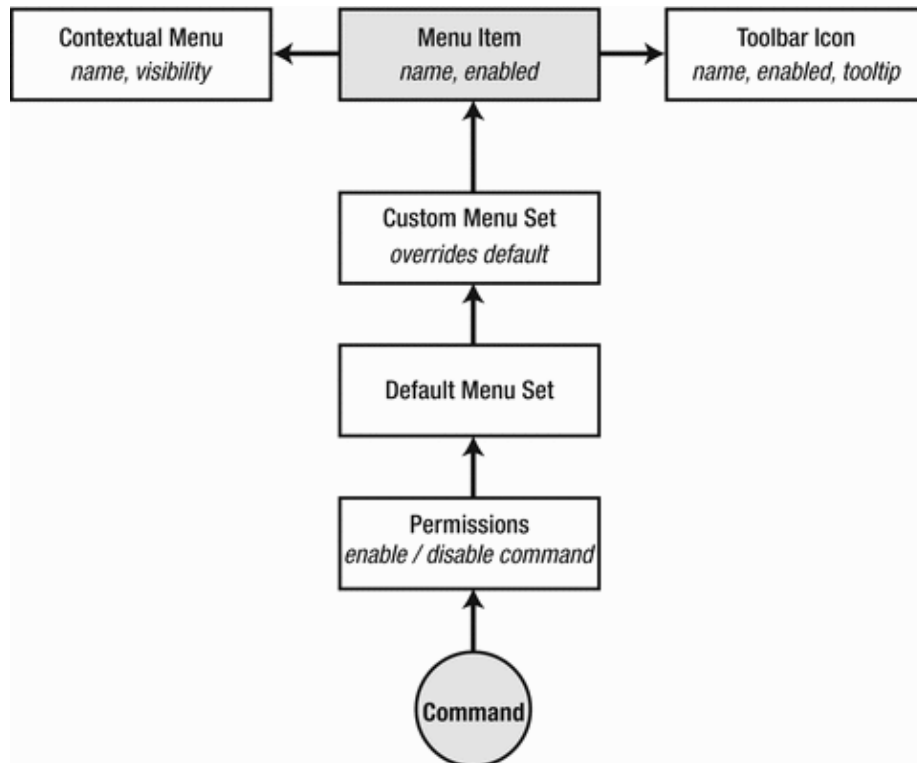 Contextual Menu
name, visibility
Menu Item
name, enabled
Toolbar Icon
name, enabled, tooltip
Custom Menu Set
overrides default
Default Menu Set
Permissions
enable / disable command
Command